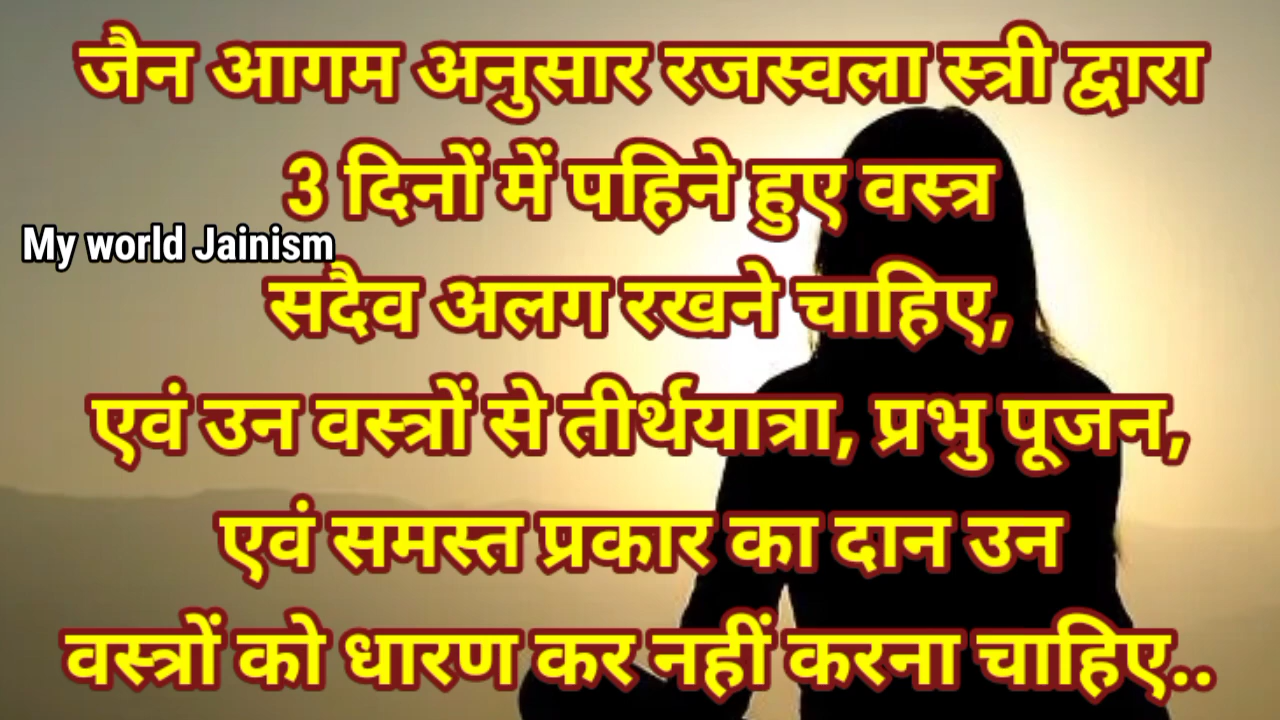 जैन आगम अनुसार रजस्वला स्त्री द्वारा
3 दिनों में पहिने हुए वस्त्र
My world Jainism
सदैव अलग रखने चाहिए,
एवं उन वस्त्रों से तीर्थयात्रा, प्रभु पूजन,
एवं समस्त प्रकार का दान उन
वस्त्रों को धारण कर नहीं करना चाहिए..